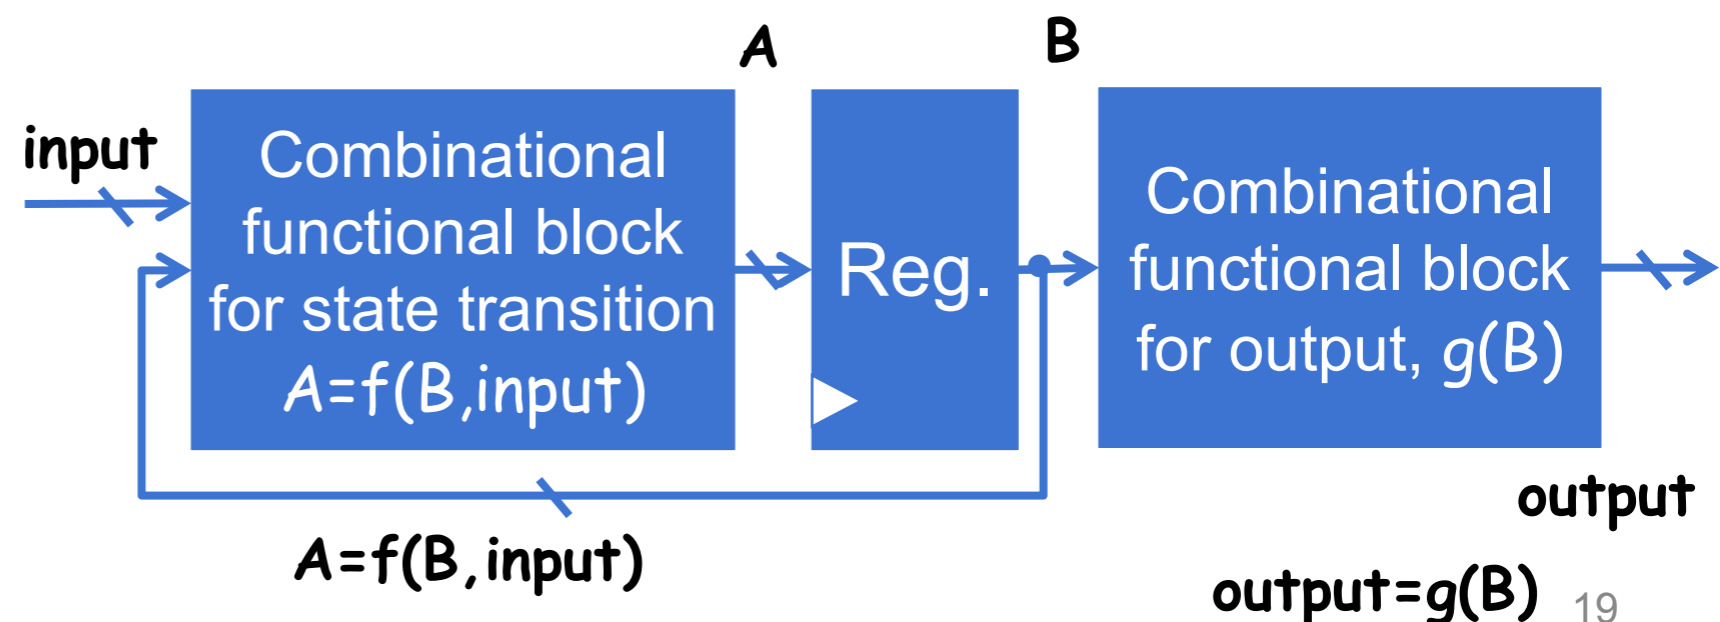 A
B
input
Combinational
functional block
for state transition
A=f(B,input)
Reg.
Combinational
functional block
for output, g(B)
output
A=f(B,input)
output=g(B)
19